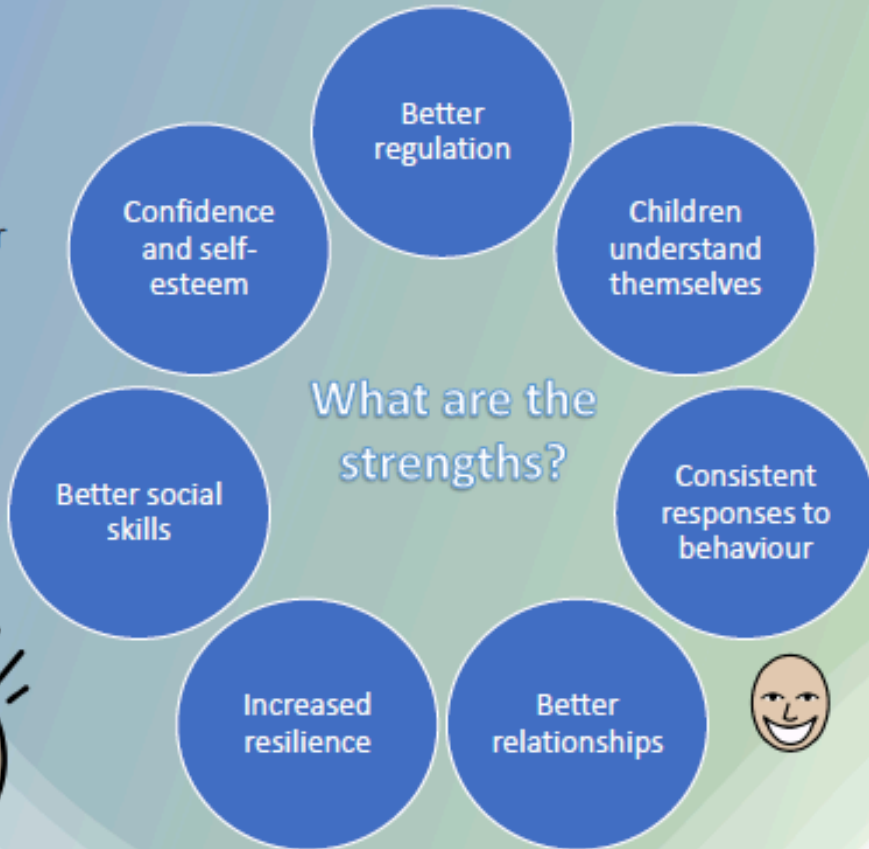 Better
regulation
Children
understand
themselves
Consistent
responses to
behaviour
Better
relationships
Increased
resilience
Better social
skills
Confidence
and self-
esteem
What are the
strengths?